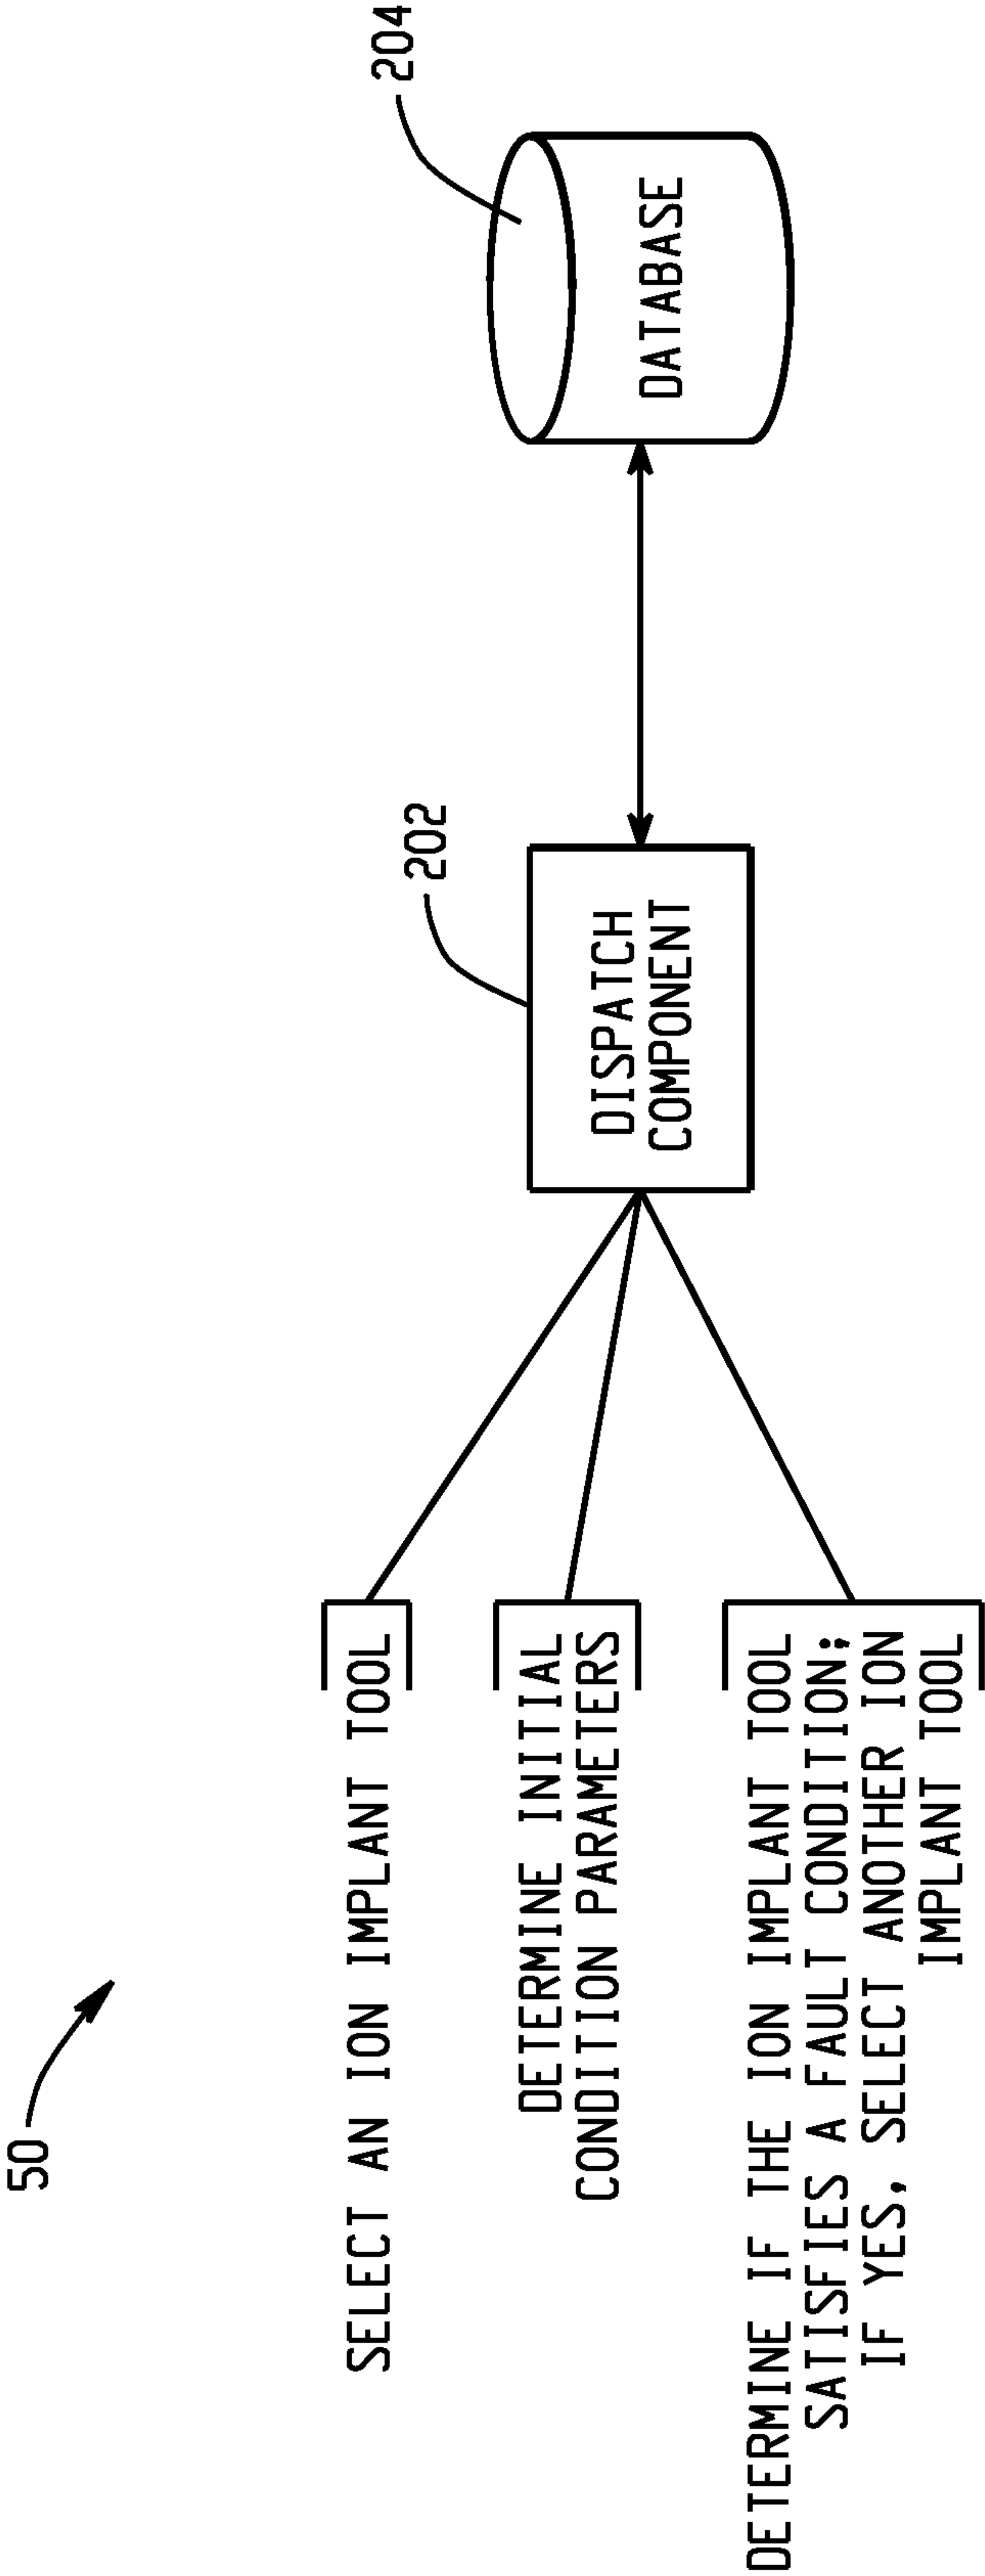 50
SELECT AN ION IMPLANT TOOL
DETERMINE INITIAL
CONDITION PARAMETERS
DETERMINE IF THE ION IMPLANT TOOL
SATISFIES A FAULT CONDITION;
IF YES, SELECT ANOTHER ION
IMPLANT TOOL
202
DISPATCH
COMPONENT
204
DATABASE